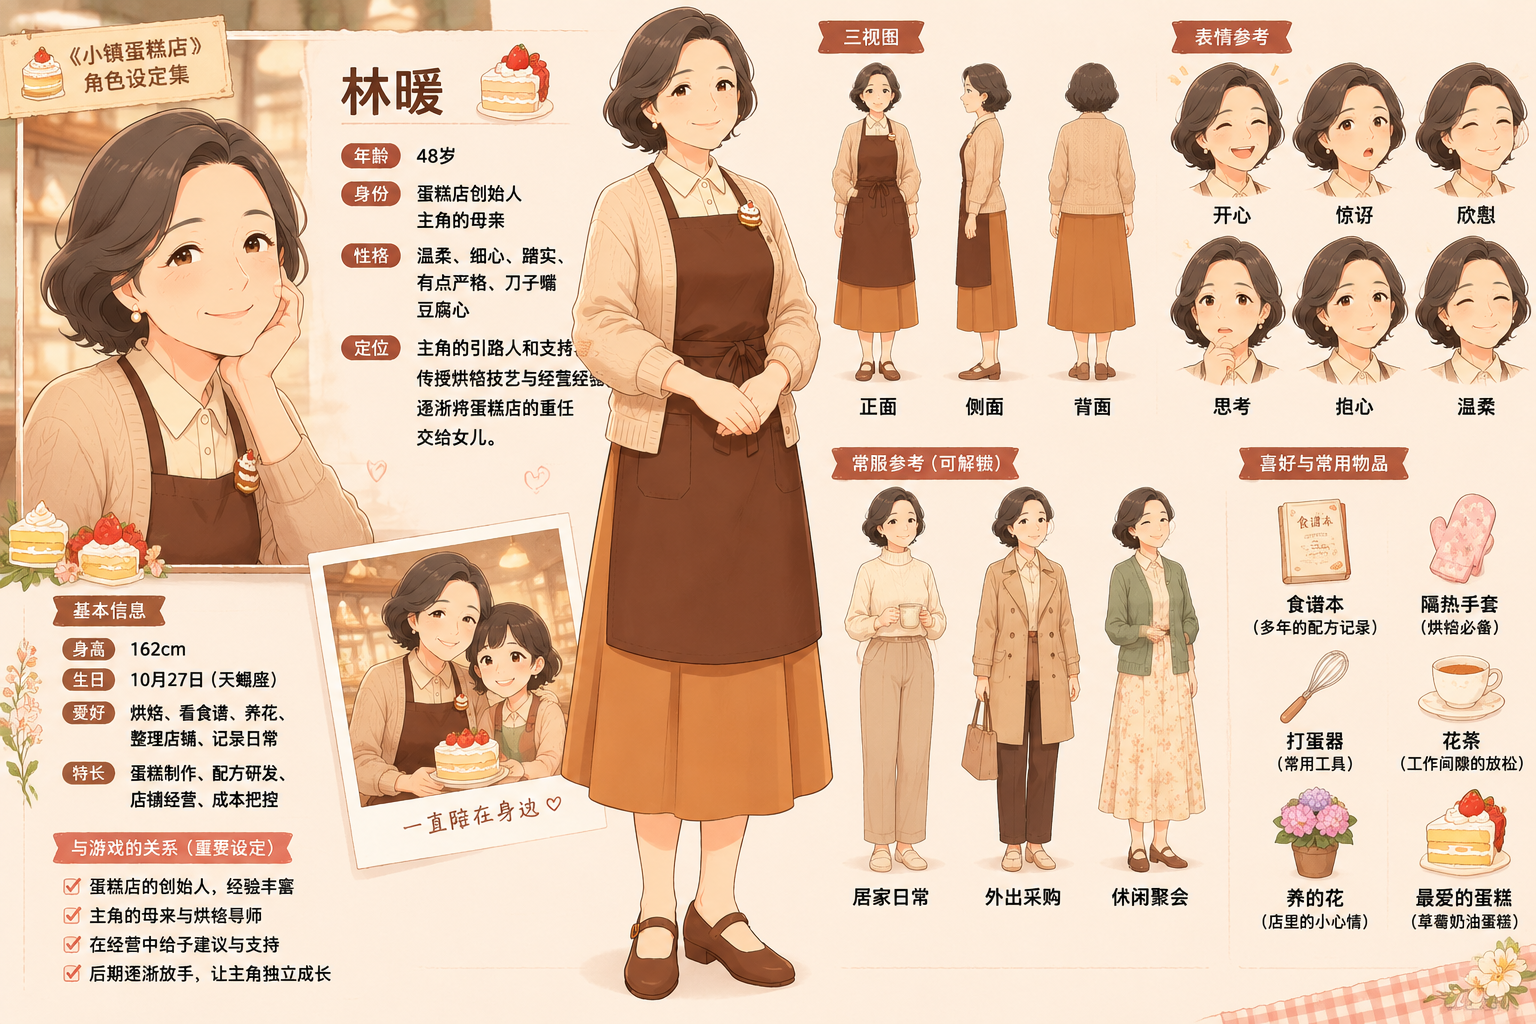 《小镇蛋糕店》
角色设定集
林暖
年龄
48岁
身份
蛋糕店创始人
主角的母亲
性格
温柔、细心、踏实、
有点严格、刀子嘴
豆腐心
定位
主角的引路人和支持
传授烘焙技艺与经营经验
逐渐将蛋糕店的重任
交给女儿。
基本信息
身高
162cm
生日
10月27日（天蝎座）
爱好
烘焙、看食谱、养花、
整理店铺、记录日常
特长
蛋糕制作、配方研发、
店铺经营、成本把控
与游戏的关系（重要设定）
蛋糕店的创始人，经验丰富
主角的母亲与烘焙导师
在经营中给予建议与支持
后期逐渐放手，让主角独立成长
一直陪在身边♡
三视图
正面
侧面
背面
表情参考
开心
惊讶
欣慰
思考
担心
温柔
常服参考（可解锁）
居家日常
外出采购
休闲聚会
喜好与常用物品
食谱本
食谱本
（多年的配方记录）
隔热手套
（烘焙必备）
打蛋器
（常用工具）
花茶
（工作间隙的放松）
养的花
（店里的小心情）
最爱的蛋糕
（草莓奶油蛋糕）